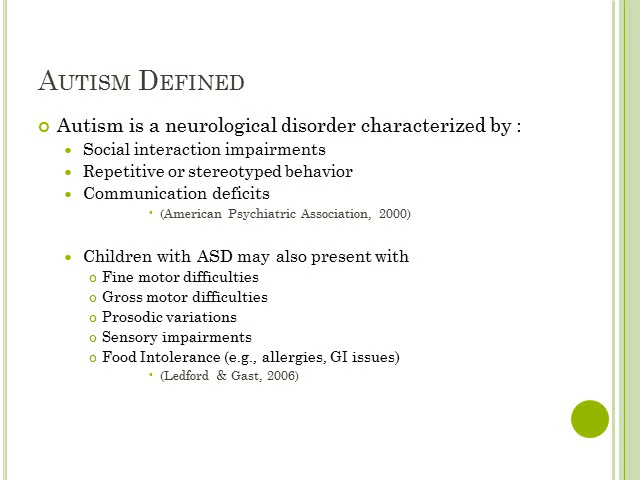 Autism Defined
Autism is a neurological disorder characterized by :
Social interaction impairments
Repetitive or stereotyped behavior
Communication deficits
(American Psychiatric Association, 2000)
Children with ASD may also present with
Fine motor difficulties
Gross motor difficulties
Prosodic variations
Sensory impairments
Food Intolerance (e.g., allergies, GI issues)
(Ledford & Gast, 2006)